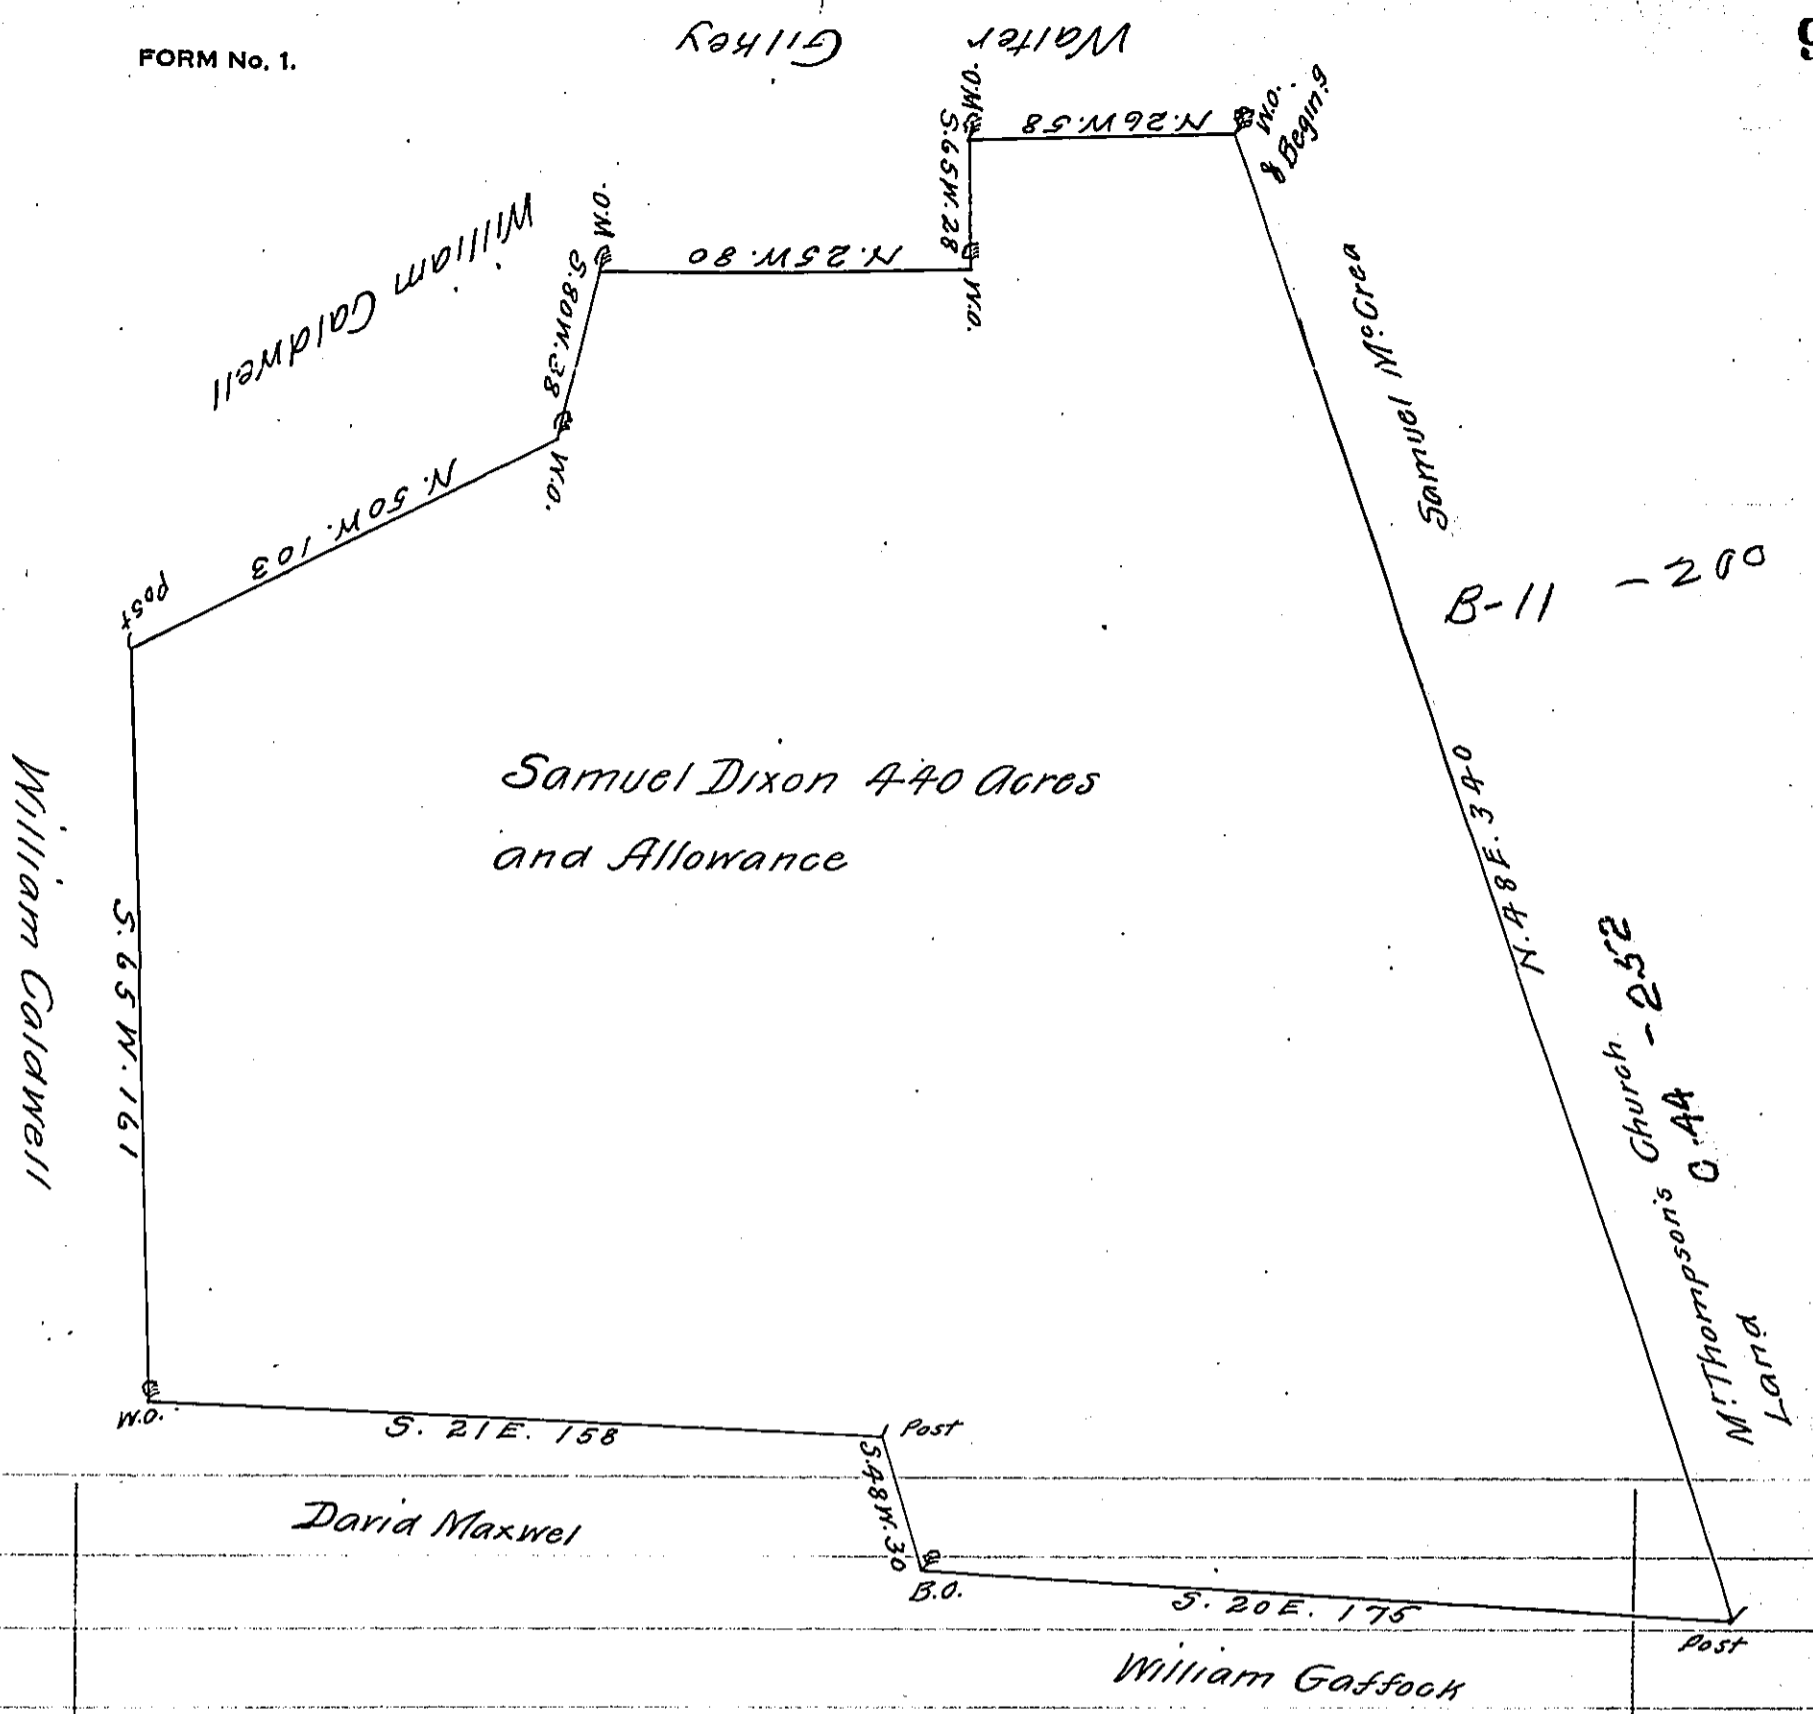 FORM No. 1.
Walter Gilkey
W.O.
& Begin:g
N. 26 W. 58
W.O.
S. 65 W. 28
W.O.
N. 25 W. 80
W.O.
S. 80 W. 38
W.O.
William Caldwell
N. 50 W. 103
Post
Samuel McCrea
B-11 - 200
Samuel Dixon 440 Acres
and Allowance
N. 48 E. 340
William Caldwell
S. 65 W. 161
Mr. Thompson's Church - 252
C. 44
Land
W.O.
S. 21 E. 158
Post
S. 48 W. 30
David Maxwel
B.O.
S. 20 E. 175
Post
William Gaffock